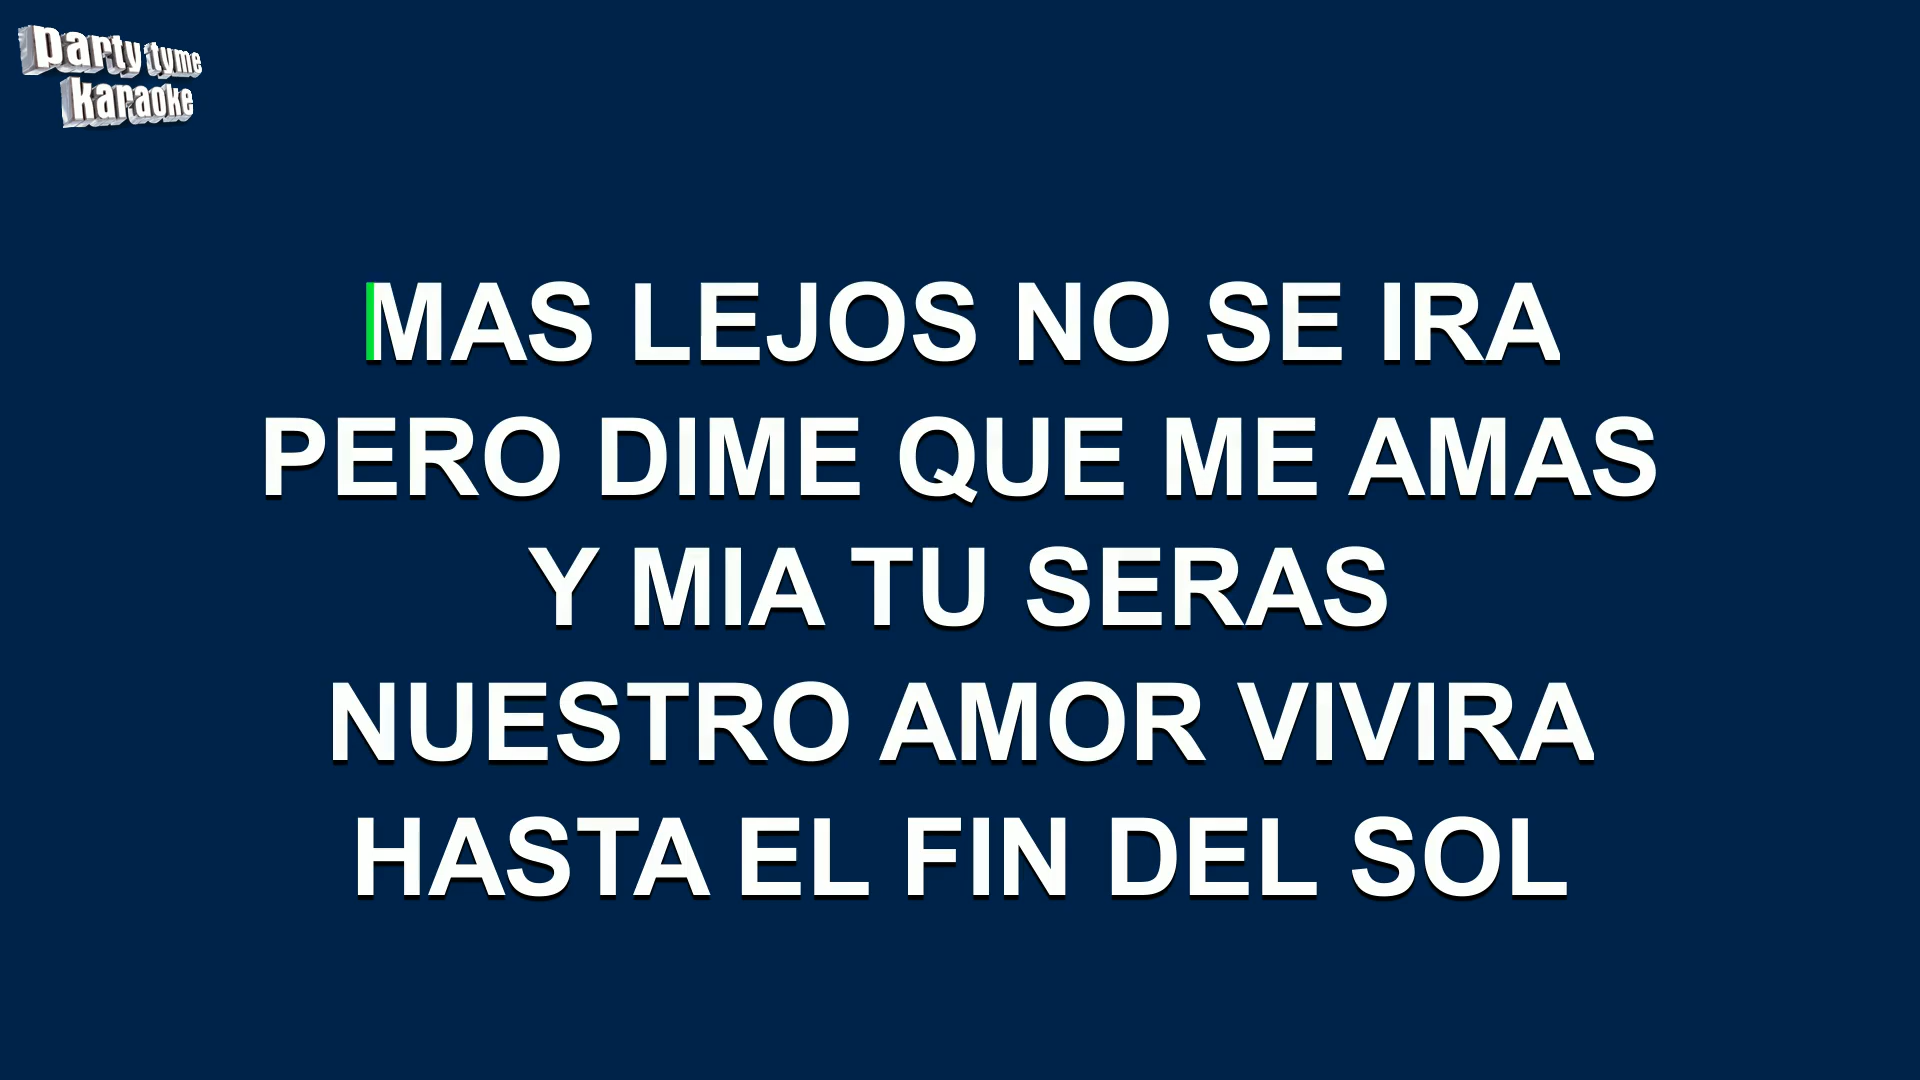 party tyme
karaoke
MAS LEJOS NO SE IRA
PERO DIME QUE ME AMAS
Y MIA TU SERAS
NUESTRO AMOR VIVIRA
HASTA EL FIN DEL SOL